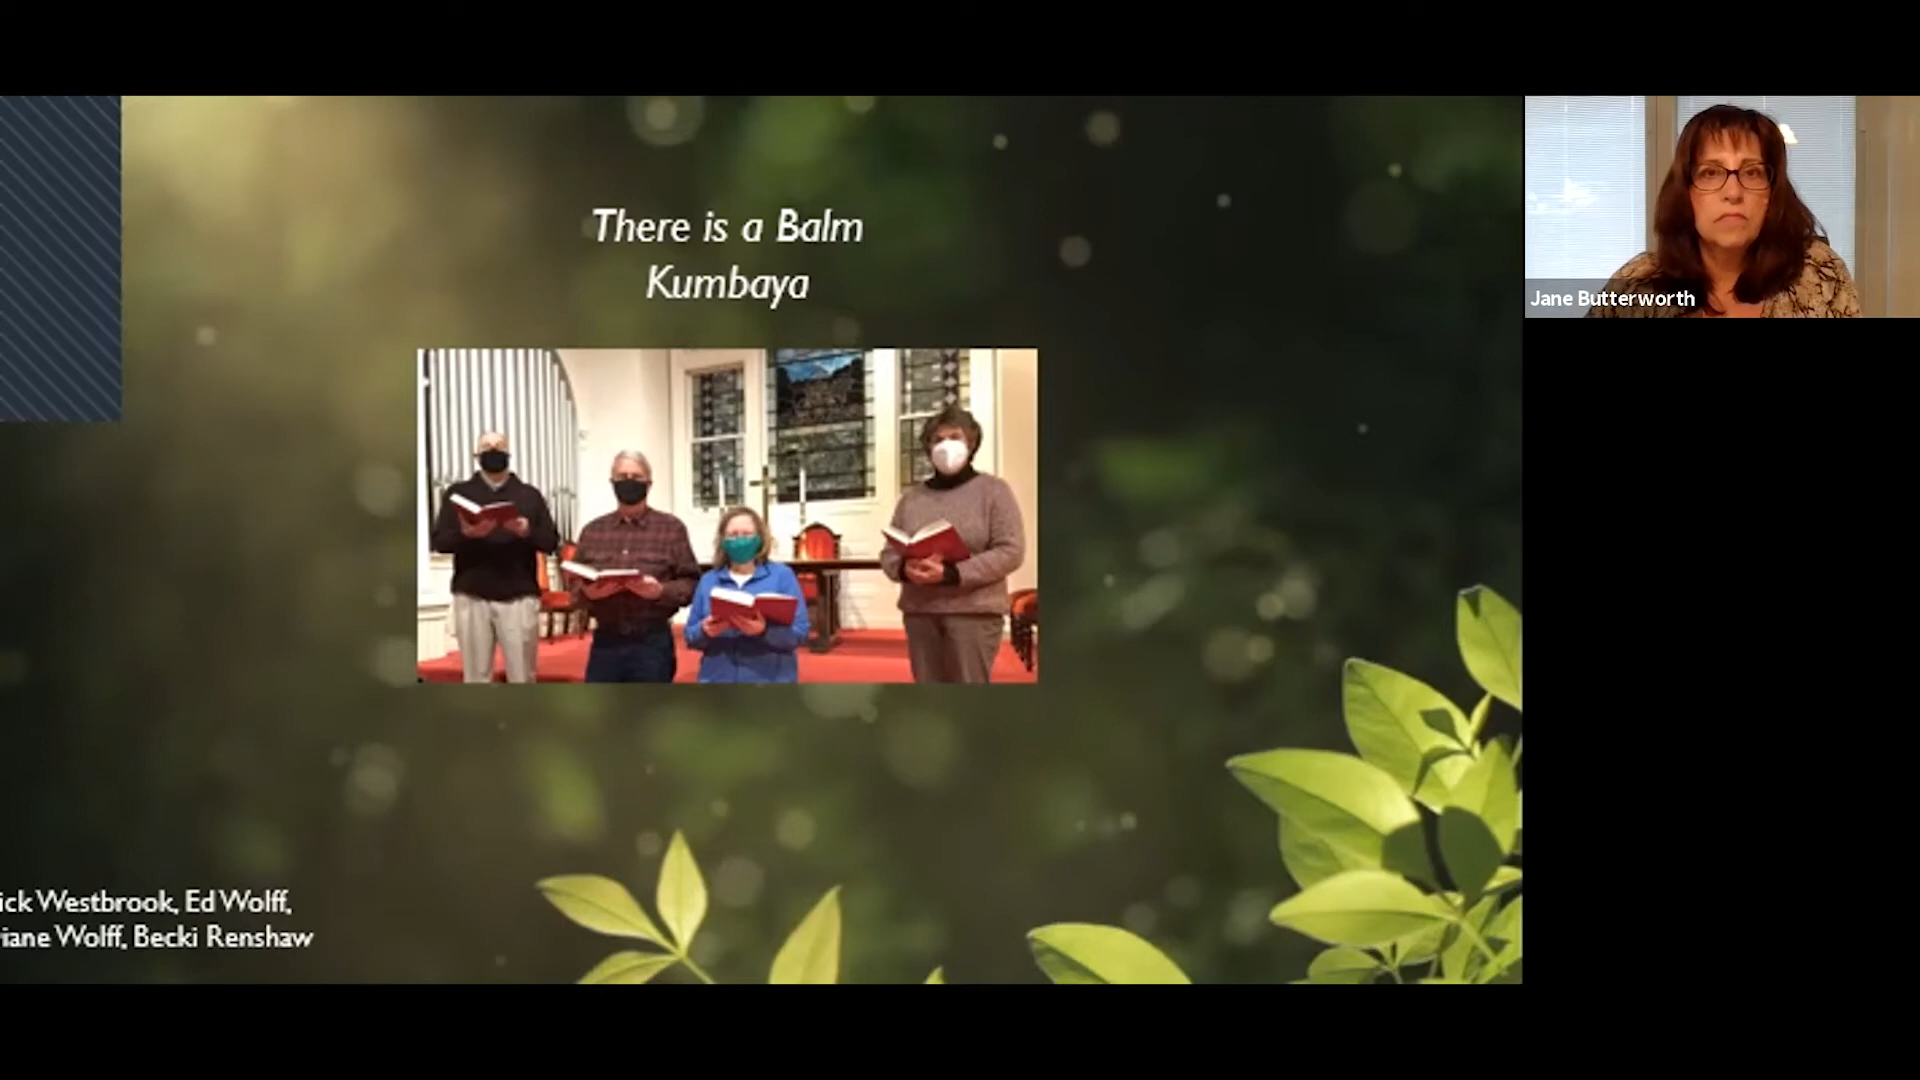 There is a Balm
Kumbaya
Jane Butterworth
ick Westbrook, Ed Wolff,
iane Wolff, Becki Renshaw